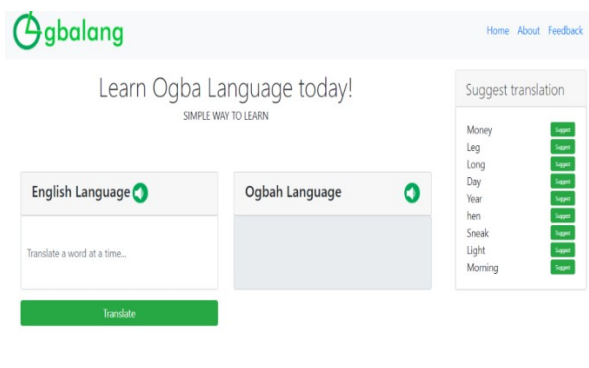 Ogbalang
Home About Feedback
Learn Ogba Language today!
SIMPLE WAY TO LEARN
English Language
Translate a word at a time...
Translate
Ogbah Language
Suggest translation
Money Suggest
Leg Suggest
Long Suggest
Day Suggest
Year Suggest
hen Suggest
Sneak Suggest
Light Suggest
Morning Suggest